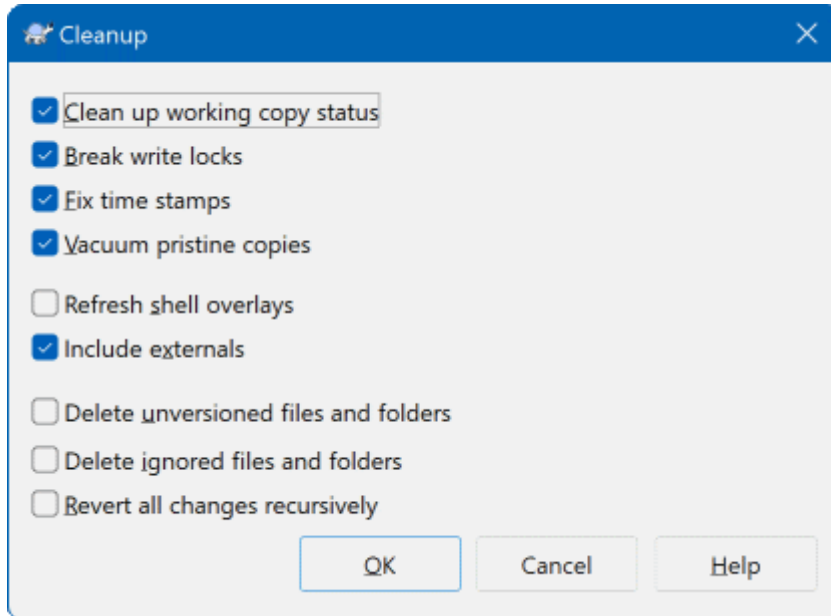 Cleanup
Clean up working copy status
Break write locks
Fix time stamps
Vacuum pristine copies
Refresh shell overlays
Include externals
Delete unversioned files and folders
Delete ignored files and folders
Revert all changes recursively
OK Cancel Help